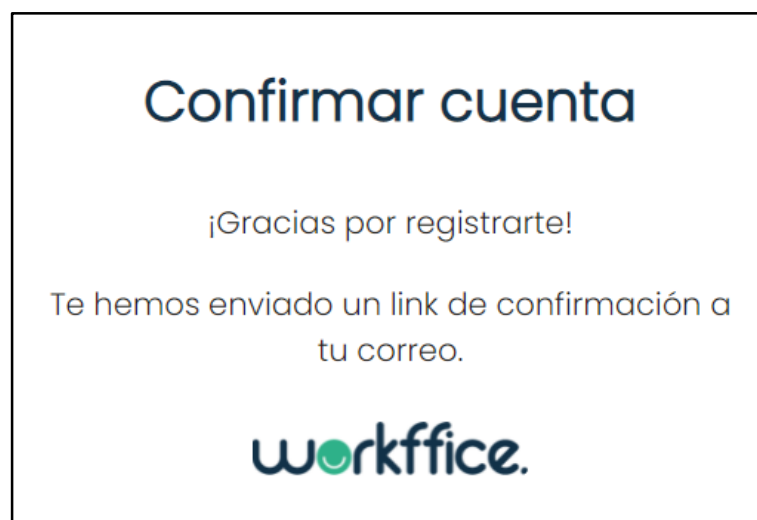 Confirmar cuenta
¡Gracias por registrarte!
Te hemos enviado un link de confirmación a
tu correo.
workffice.